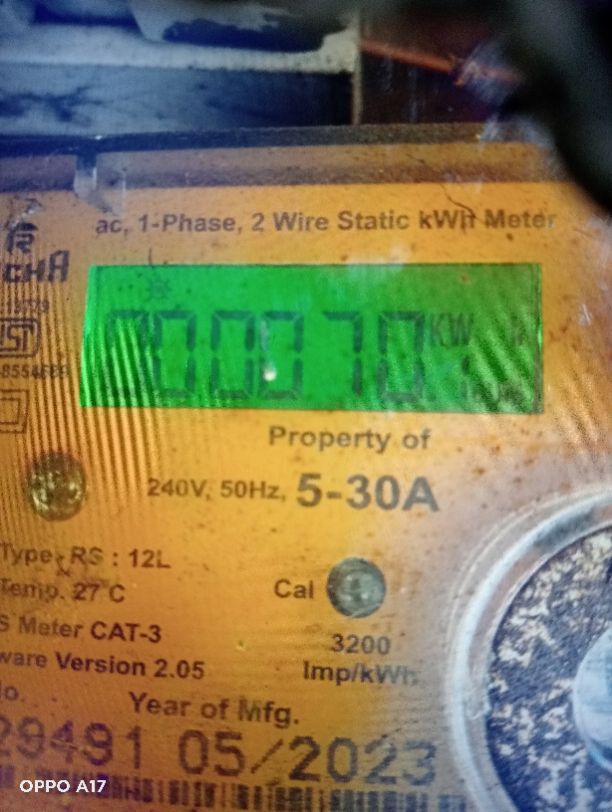 ac, 1-Phase, 2 Wire Static kWh Meter
CHA
000070 KW
Property of
240V, 50Hz, 5-30A
Type RS : 12L
Temp. 27 C
Cal
S Meter CAT-3
3200
ware Version 2.05
Imp/kWh
Year of Mfg.
29491 05/2023
OPPO A17